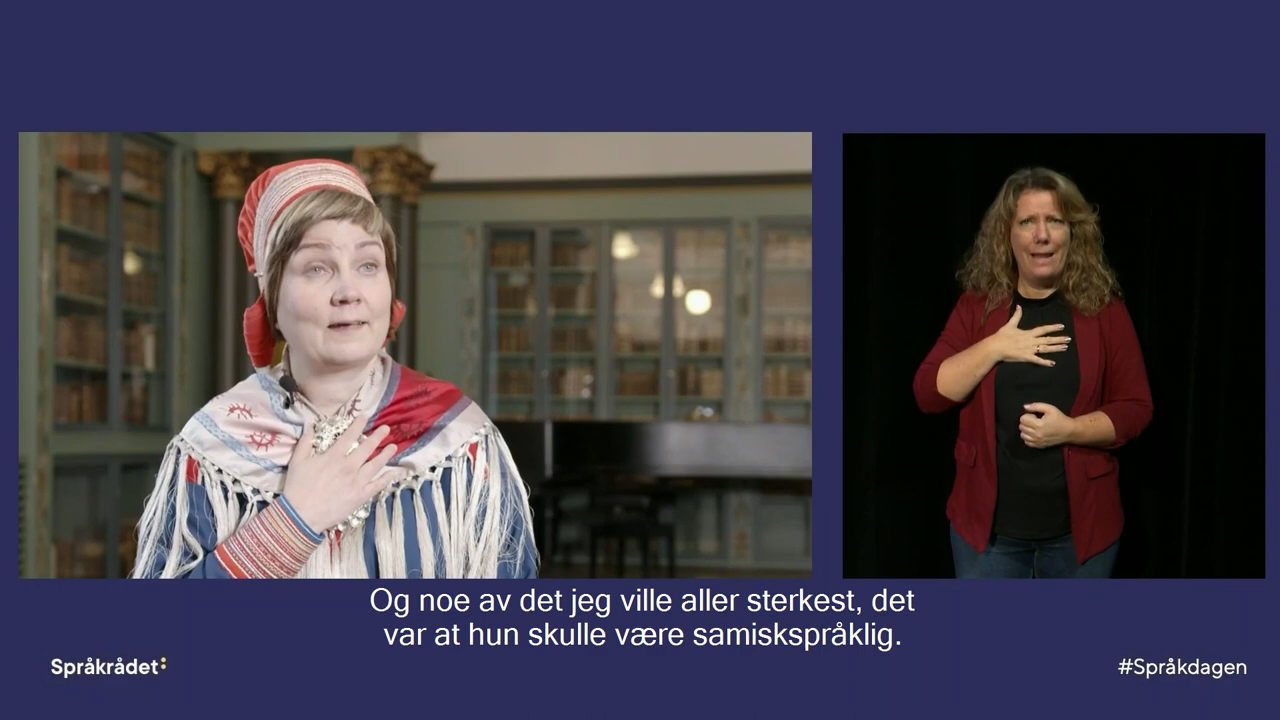 Og noe av det jeg ville aller sterkest, det
var at hun skulle være samiskspråklig.
Språkrådet:
#Språkdagen